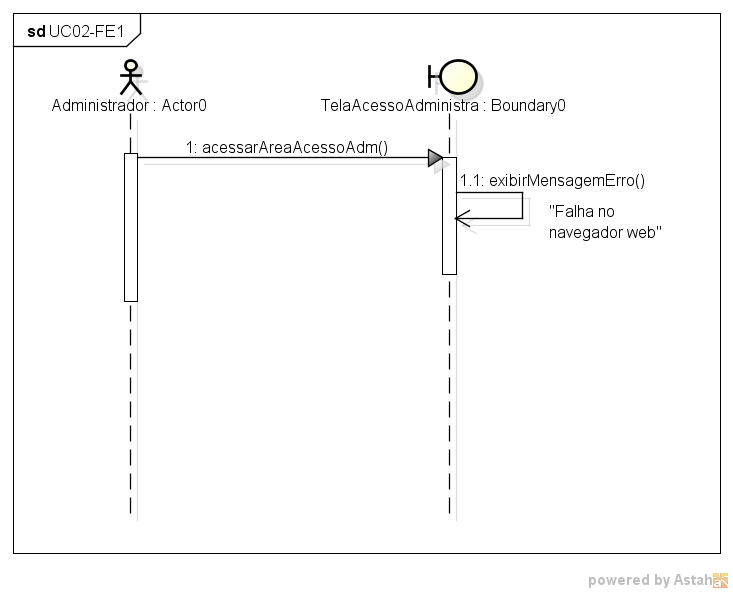 sd UC02-FE1
Administrador : Actor0
TelaAcessoAdministra : Boundary0
1: acessarAreaAcessoAdm()
1.1: exibirMensagemErro()
"Falha no
navegador web"
powered by Astah